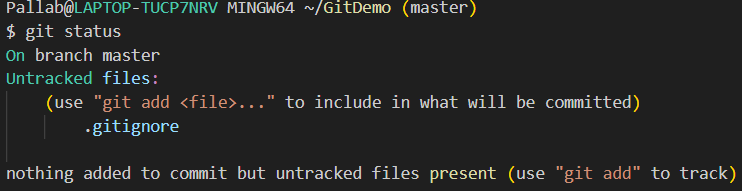 Pallab@LAPTOP-TUCP7NRV MINGW64 ~/GitDemo (master)
$ git status
On branch master
Untracked files:
(use "git add <file>..." to include in what will be committed)
.gitignore
nothing added to commit but untracked files present (use "git add" to track)